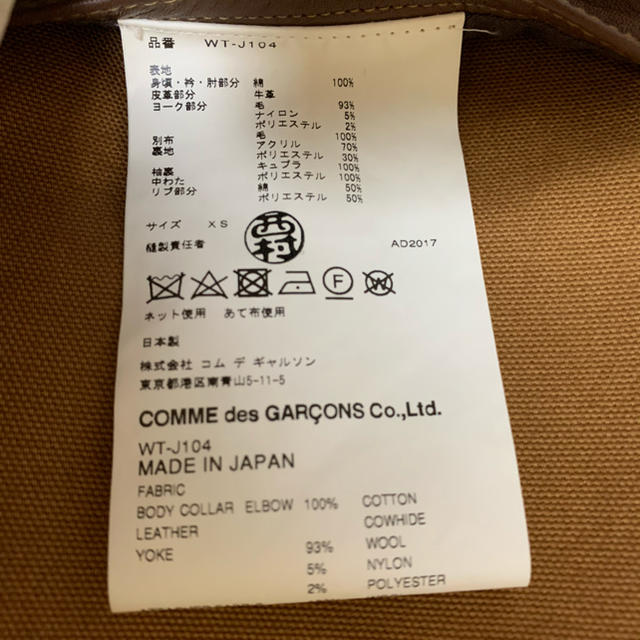 品番 WT-J104
表地
身頃・衿・肘部分 綿 100%
皮革部分 牛革
ヨーク部分 毛 93%
ナイロン 5%
ポリエステル 2%
別布 毛 100%
裏地 アクリル 70%
ポリエステル 30%
袖裏 キュプラ 100%
中わた ポリエステル 100%
リブ部分 綿 50%
ポリエステル 50%
サイズ XS
縫製責任者 西村 AD2017
ネット使用 あて布使用
日本製
株式会社 コム デ ギャルソン
東京都港区南青山5-11-5
COMME des GARÇONS Co.,Ltd.
WT-J104
MADE IN JAPAN
FABRIC
BODY COLLAR ELBOW 100% COTTON
LEATHER COWHIDE
YOKE 93% WOOL
5% NYLON
2% POLYESTER